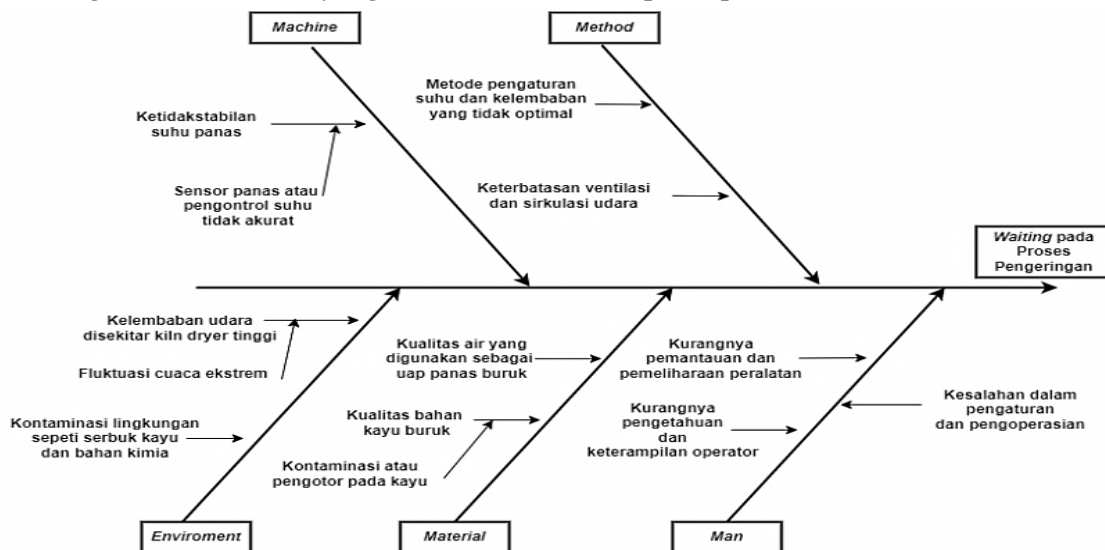 Machine
Method
Metode pengaturan
suhu dan kelembaban
yang tidak optimal
Ketidakstabilan
suhu panas
Sensor panas atau
pengontrol suhu
tidak akurat
Keterbatasan ventilasi
dan sirkulasi udara
Waiting pada
Proses
Pengeringan
Kelembaban udara
disekitar kiln dryer tinggi
Fluktuasi cuaca ekstrem
Kontaminasi lingkungan
sepeti serbuk kayu
dan bahan kimia
Kualitas air yang
digunakan sebagai
uap panas buruk
Kualitas bahan
kayu buruk
Kontaminasi atau
pengotor pada kayu
Kurangnya
pemantauan dan
pemeliharaan peralatan
Kurangnya
pengetahuan
dan
keterampilan operator
Kesalahan dalam
pengaturan
dan pengoperasian
Enviroment
Material
Man